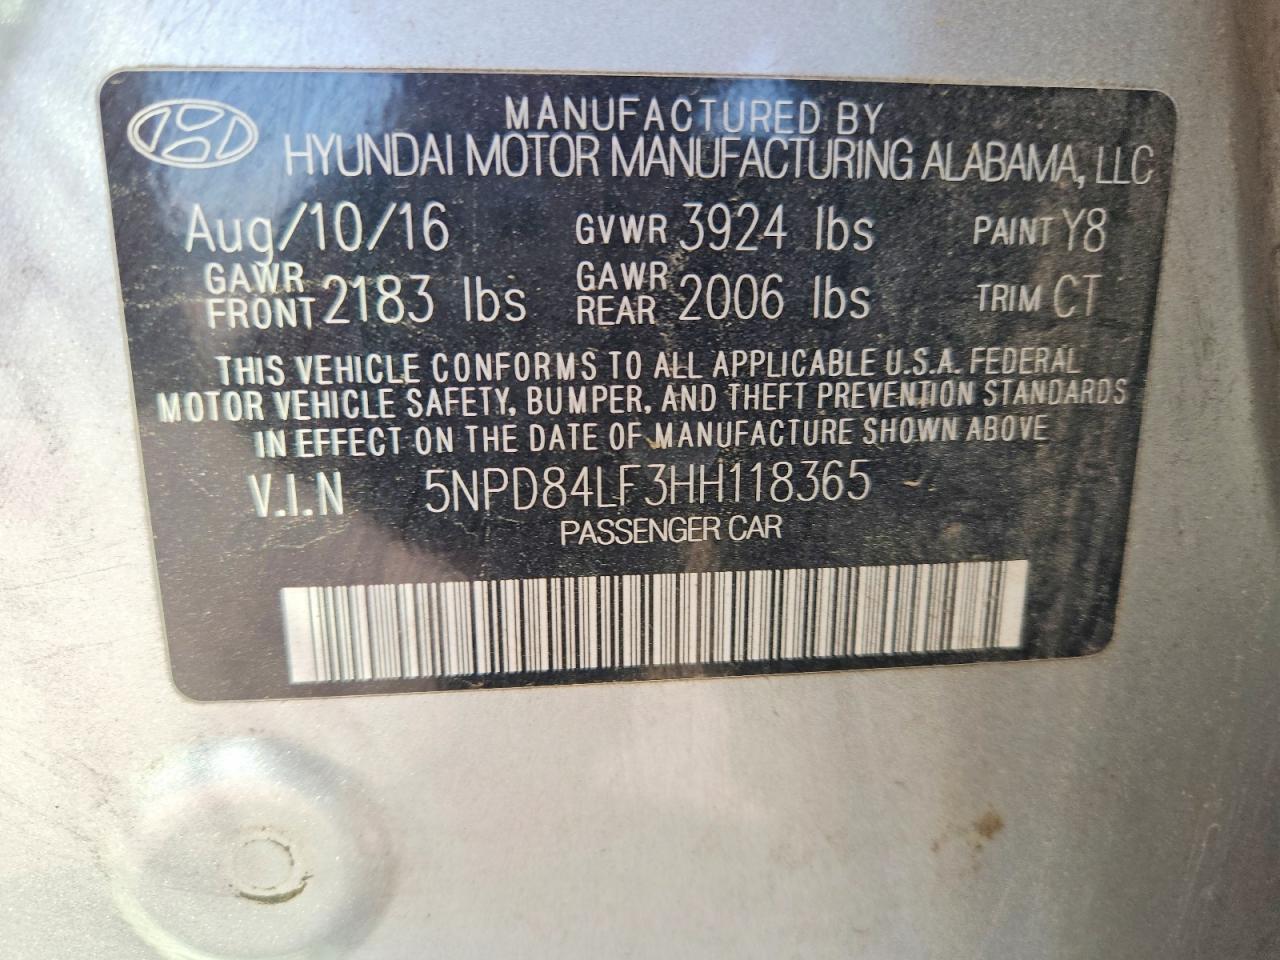 MANUFACTURED BY
HYUNDAI MOTOR MANUFACTURING ALABAMA, LLC
Aug/10/16 GVWR 3924 lbs PAINT Y8
GAWR FRONT 2183 lbs GAWR REAR 2006 lbs TRIM CT
THIS VEHICLE CONFORMS TO ALL APPLICABLE U.S.A. FEDERAL
MOTOR VEHICLE SAFETY, BUMPER, AND THEFT PREVENTION STANDARDS
IN EFFECT ON THE DATE OF MANUFACTURE SHOWN ABOVE
V.I.N 5NPD84LF3HH118365
PASSENGER CAR